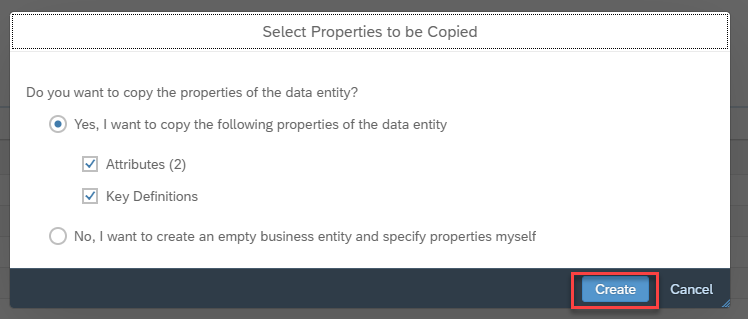 Select Properties to be Copied
Do you want to copy the properties of the data entity?
Yes, I want to copy the following properties of the data entity
Attributes (2)
Key Definitions
No, I want to create an empty business entity and specify properties myself
Create Cancel